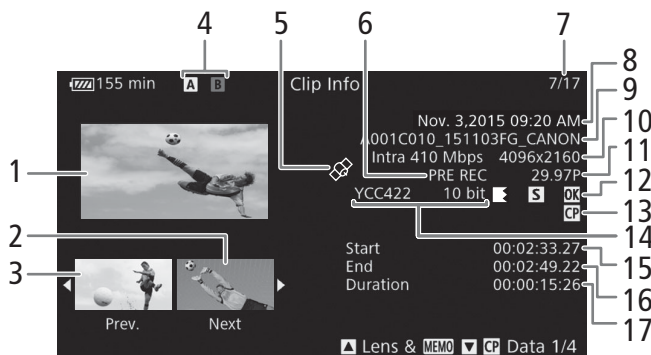 4 5 6 7
155 min A B Clip Info 7/17
8
Nov. 3,2015 09:20 AM
9
A001C010_151103FG_CANON
10
Intra 410 Mbps 4096x2160
11
PRE REC 29.97P
12
YCC422 10 bit S OK
CP
13
14
1
2
3
Start 00:02:33.27
15
End 00:02:49.22
16
Duration 00:00:15:26
17
Prev. Next
Lens & MEMO CP Data 1/4